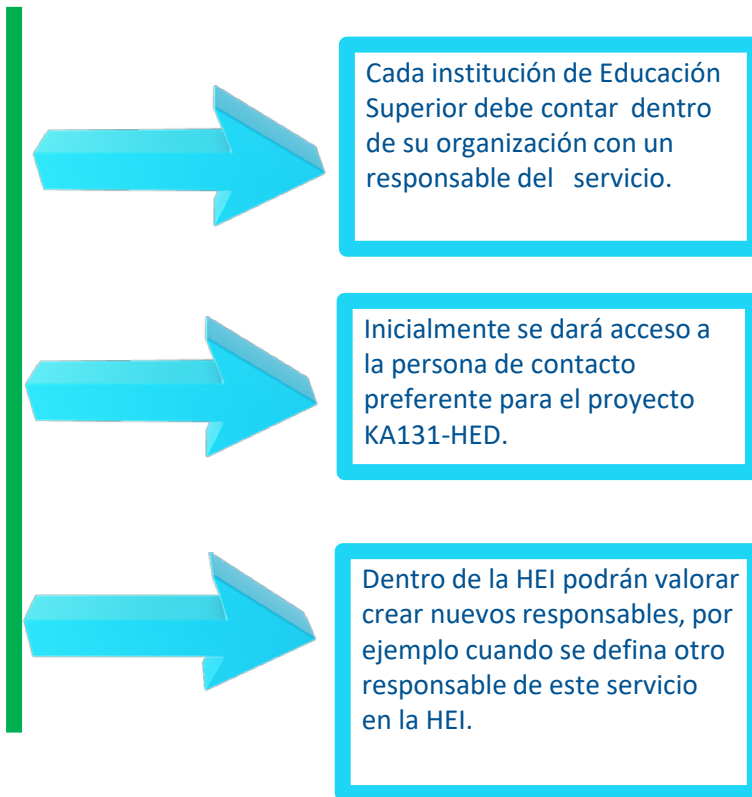 Cada institución de Educación
Superior debe contar dentro
de su organización con un
responsable del servicio.
Inicialmente se dará acceso a
la persona de contacto
preferente para el proyecto
KA131-HED.
Dentro de la HEI podrán valorar
crear nuevos responsables, por
ejemplo cuando se defina otro
responsable de este servicio
en la HEI.